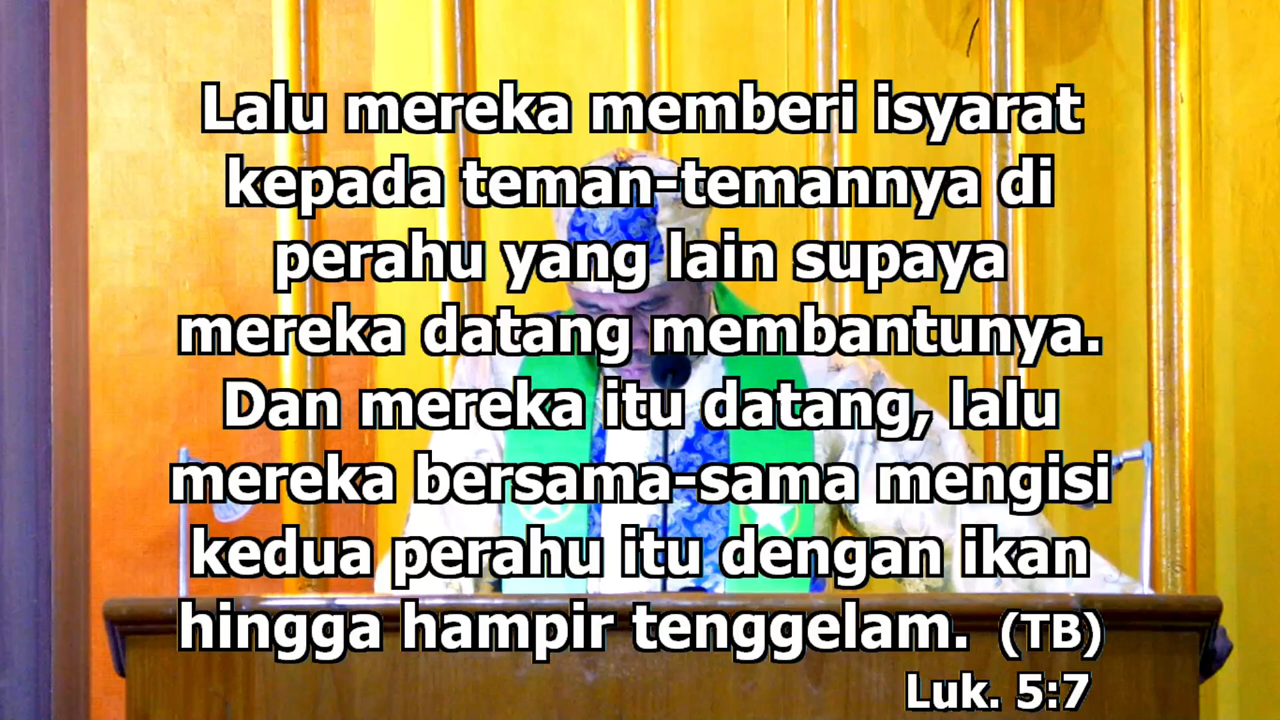 Lalu mereka memberi isyarat
kepada teman-temannya di
perahu yang lain supaya
mereka datang membantunya.
Dan mereka itu datang, lalu
mereka bersama-sama mengisi
kedua perahu itu dengan ikan
hingga hampir tenggelam. (TB)
Luk. 5:7